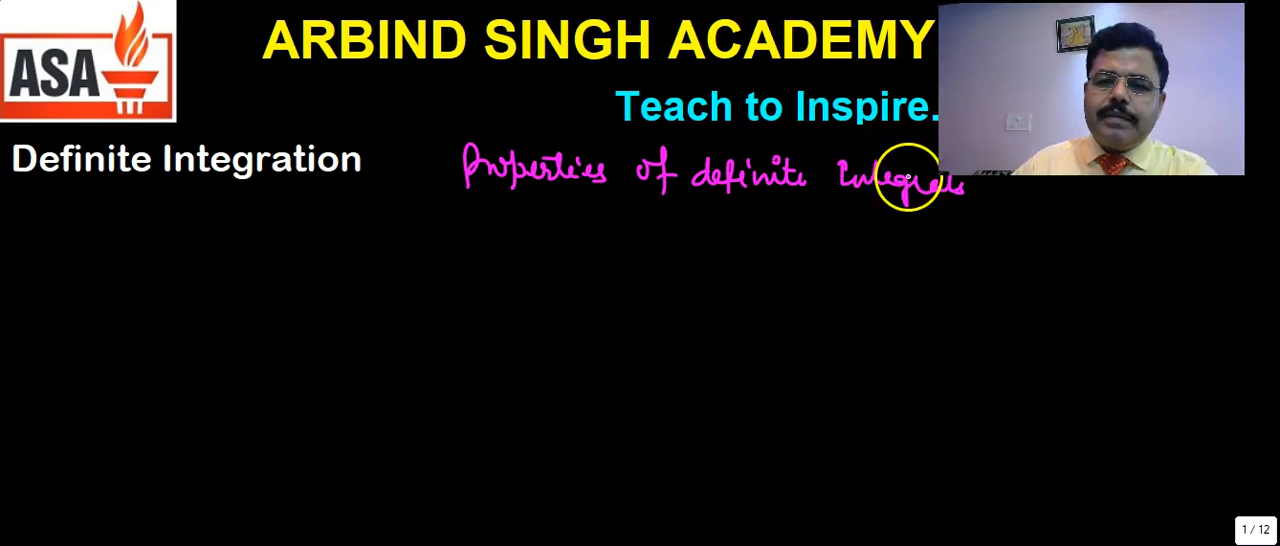 ASA
ARBIND SINGH ACADEMY
Teach to Inspire.
Definite Integration
Properties of definite Integrals
1 / 12